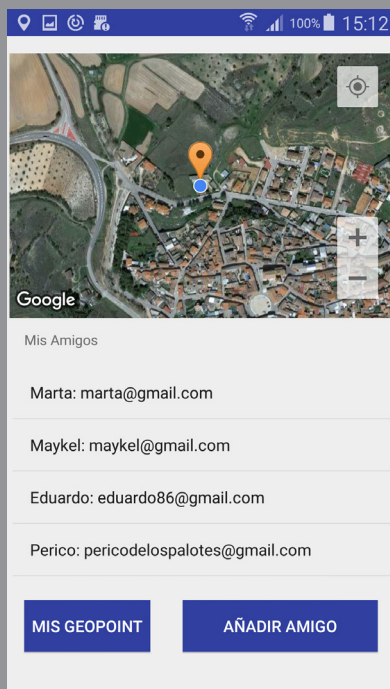 100% 15:12
Google
Mis Amigos
Marta: marta@gmail.com
Maykel: maykel@gmail.com
Eduardo: eduardo86@gmail.com
Perico: pericodelospalotes@gmail.com
MIS GEOPOINT AÑADIR AMIGO